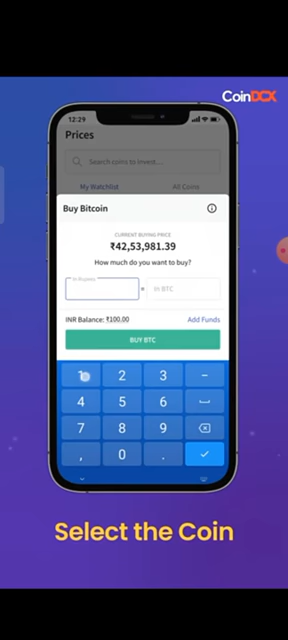 CoinDCX
12:29
Prices
Search coins to invest....
My Watchlist All Coins
Buy Bitcoin
CURRENT BUYING PRICE
₹42,53,981.39
How much do you want to buy?
In Rupees
= In BTC
INR Balance: ₹100.00 Add Funds
BUY BTC
1 2 3 –
4 5 6
7 8 9
, 0 .
Select the Coin